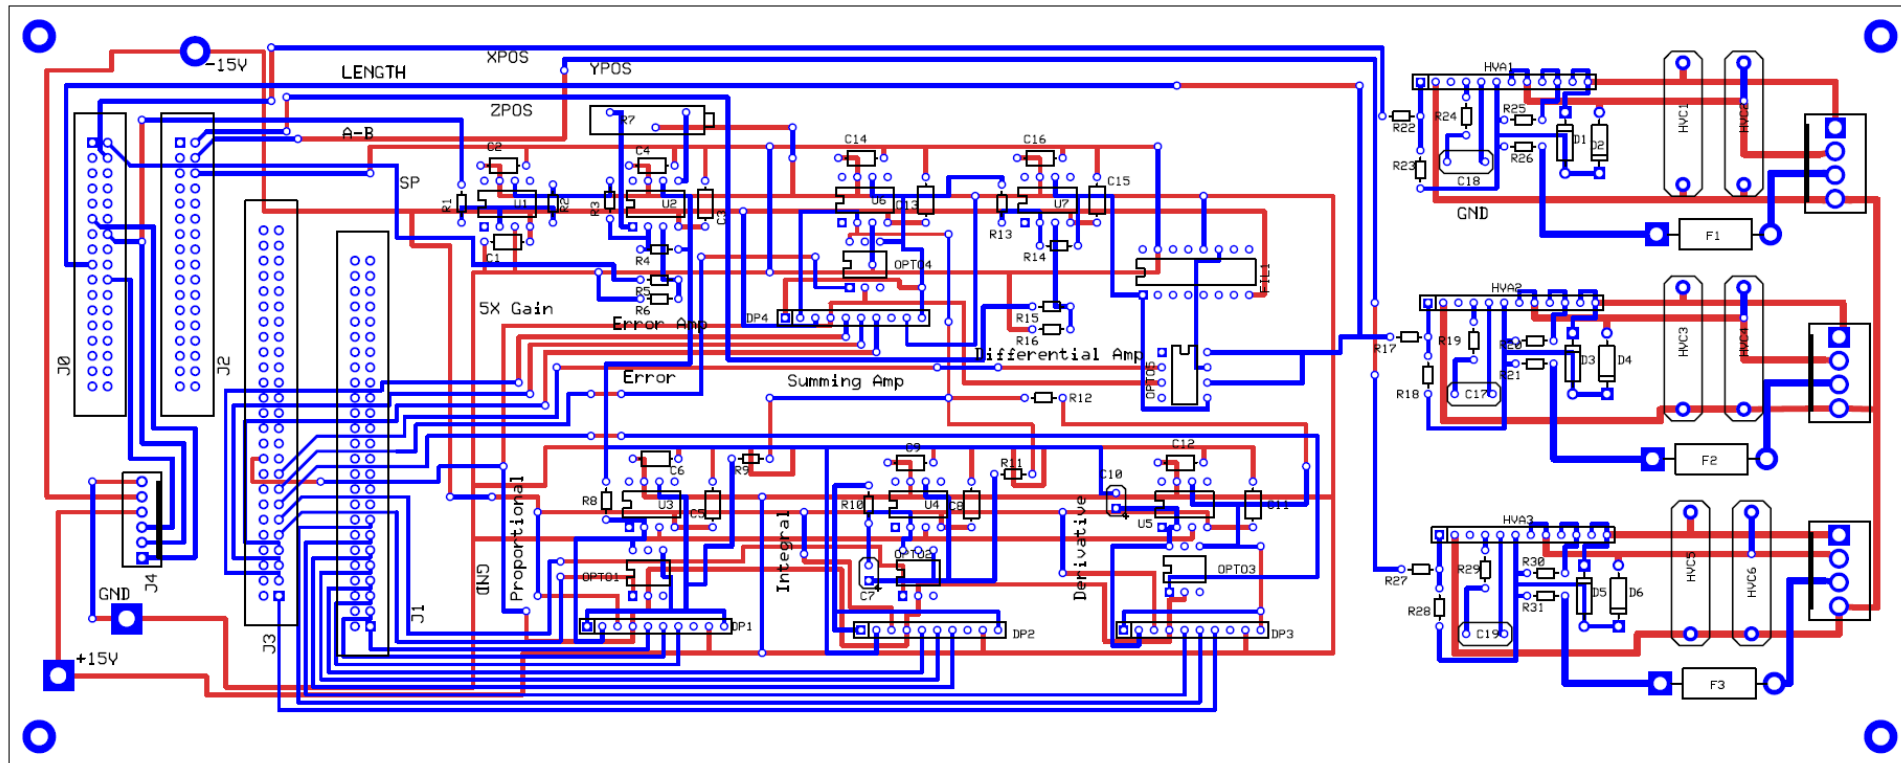 -15V
LENGTH
XPOS
YPOS
ZPOS
A-B
SP
R7
C2
C4
C14
C16
R1
U1
R2
R3
U2
C3
U6
C13
R13
U7
C15
C1
R4
R5
R6
OPTO4
R14
FIL1
5X Gain
Error Amp
DP4
R15
R16
Differential Amp
Error
Summing Amp
OPTO5
R12
J0
J2
J3
J1
J4
GND
+15V
GND
Proportional
Integral
Derivative
C6
R9
C9
R11
C10
C12
R8
U3
C5
R10
U4
C8
U5
C11
OPTO1
OPTO2
OPTO3
C7
DP1
DP2
DP3
HVA1
R22
R23
R24
R25
R26
C18
D1
D2
HVC1
HVC2
GND
F1
HVA2
R17
R18
R19
R20
R21
C17
D3
D4
HVC3
HVC4
F2
HVA3
R27
R28
R29
R30
R31
C19
D5
D6
HVC5
HVC6
F3